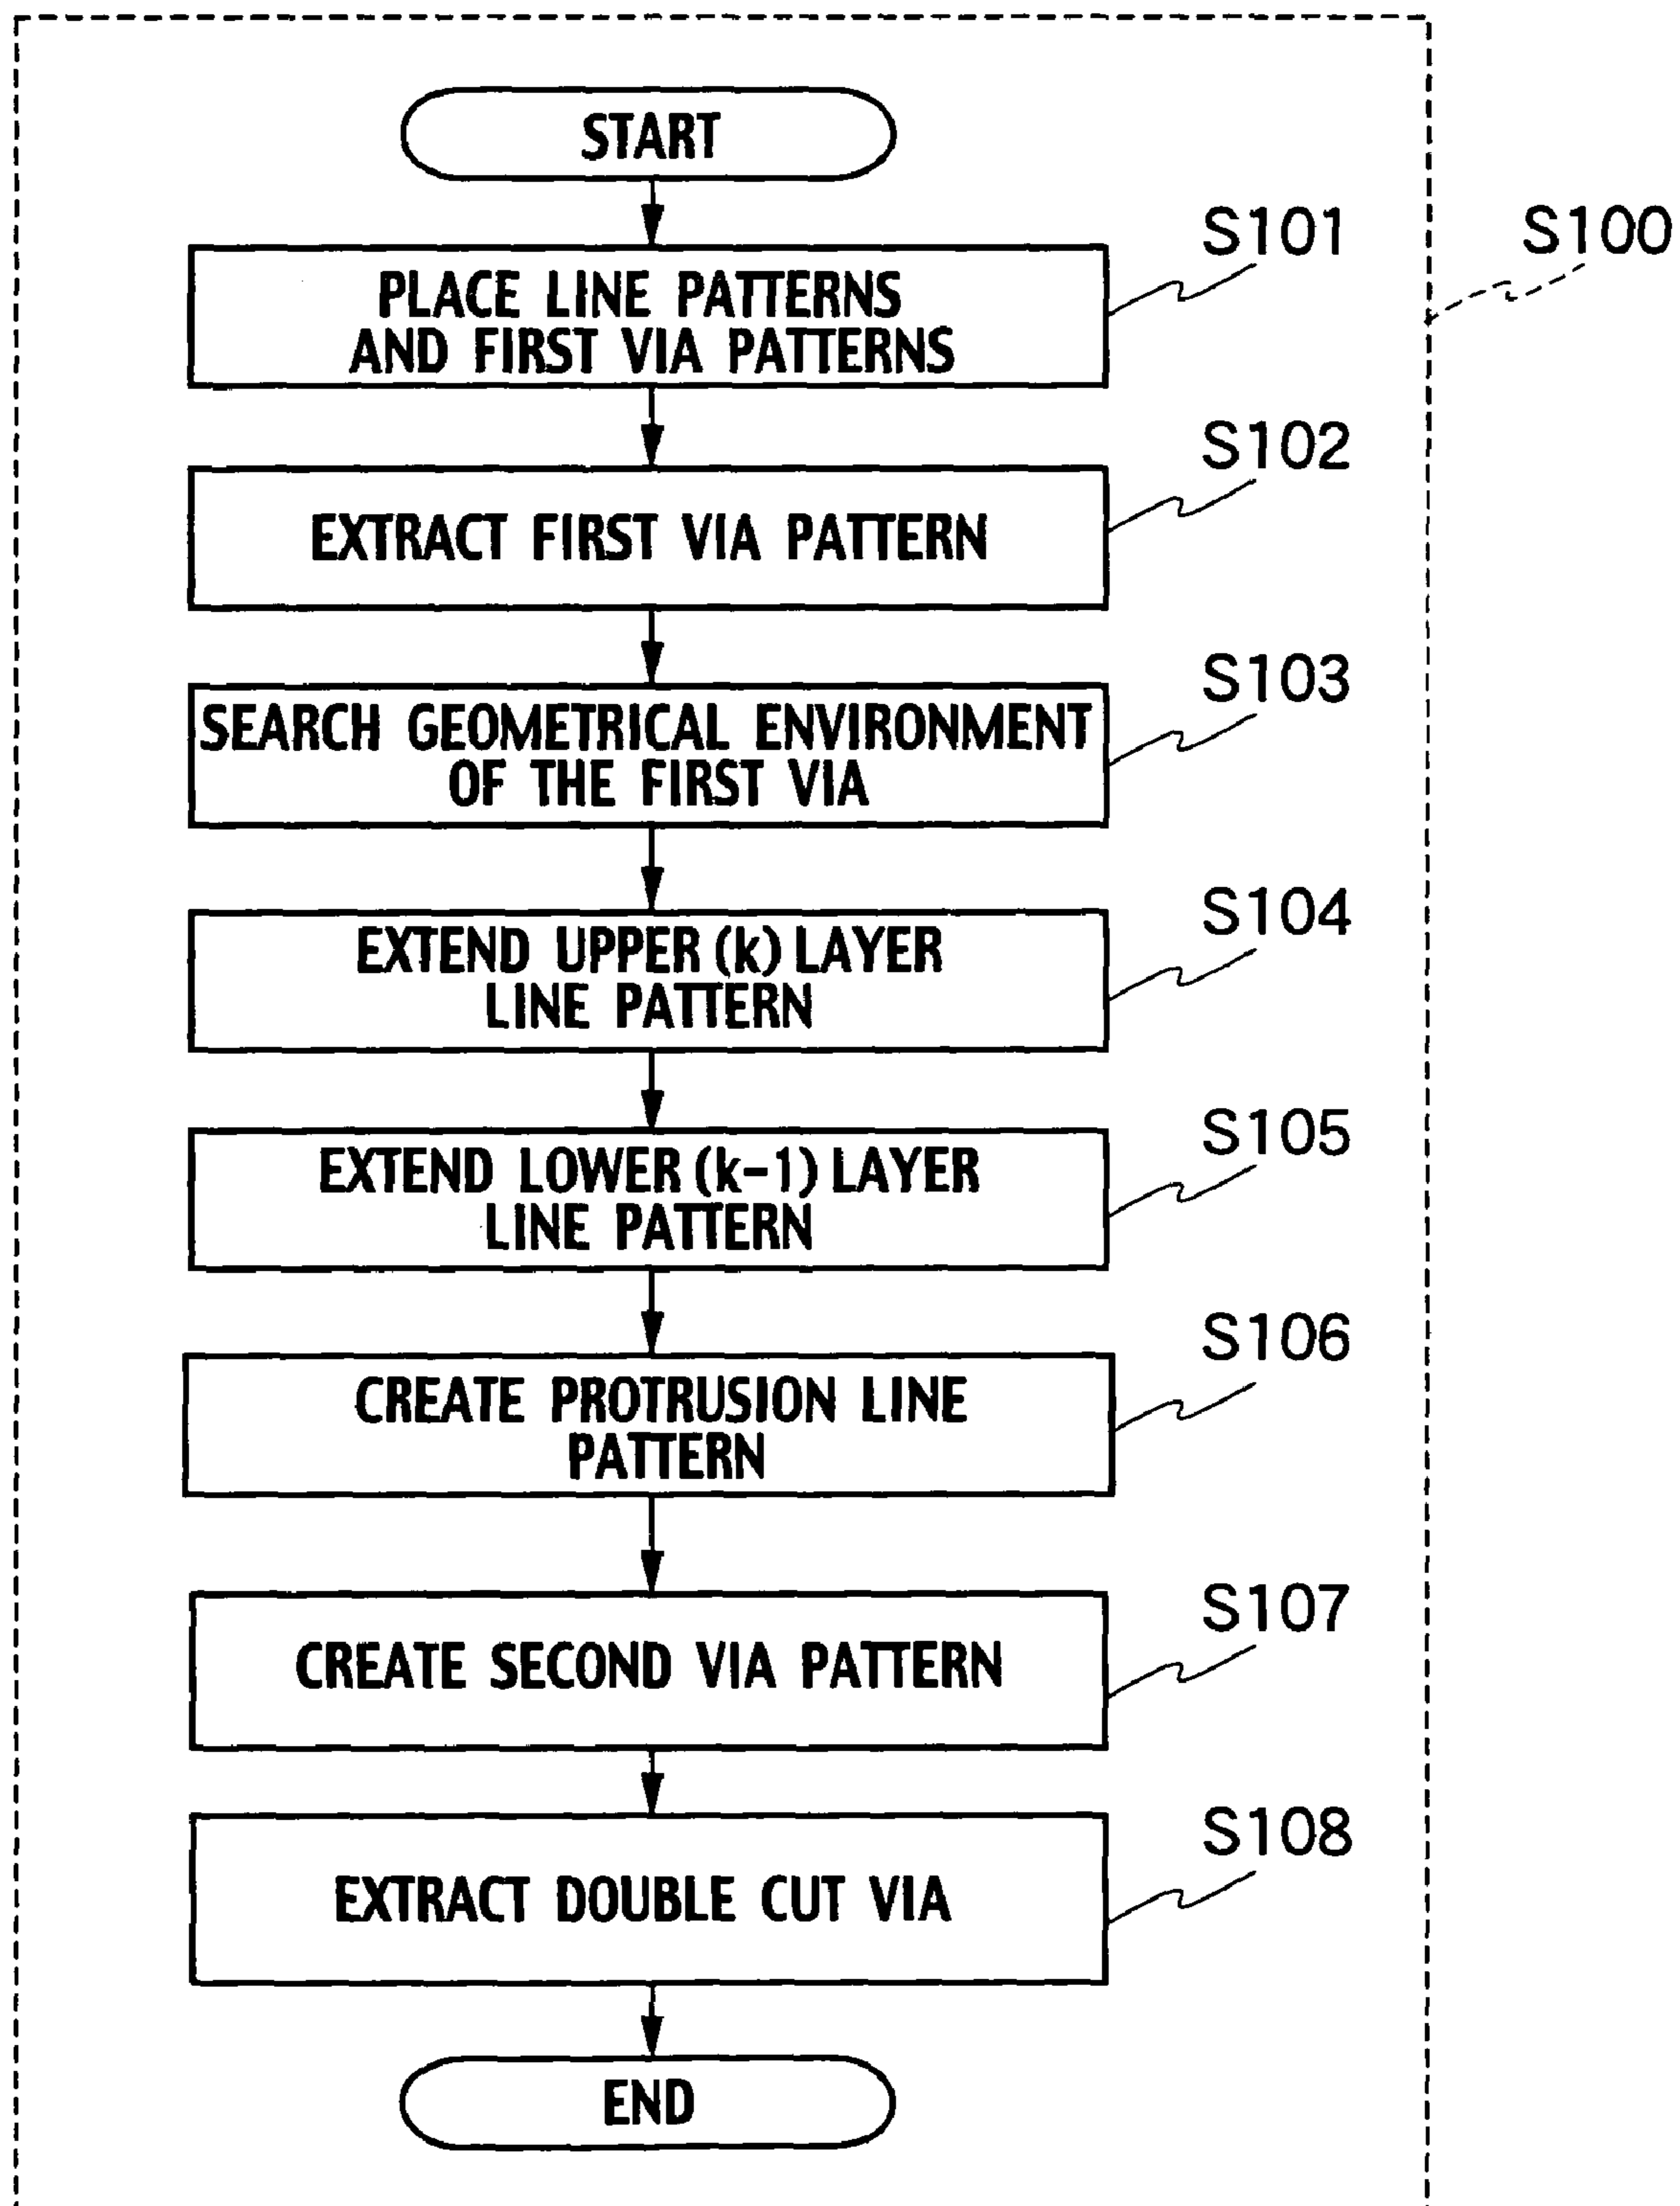 START
S101
S100
PLACE LINE PATTERNS
AND FIRST VIA PATTERNS
S102
EXTRACT FIRST VIA PATTERN
S103
SEARCH GEOMETRICAL ENVIRONMENT
OF THE FIRST VIA
S104
EXTEND UPPER (k) LAYER
LINE PATTERN
S105
EXTEND LOWER (k-1) LAYER
LINE PATTERN
S106
CREATE PROTRUSION LINE
PATTERN
S107
CREATE SECOND VIA PATTERN
S108
EXTRACT DOUBLE CUT VIA
END